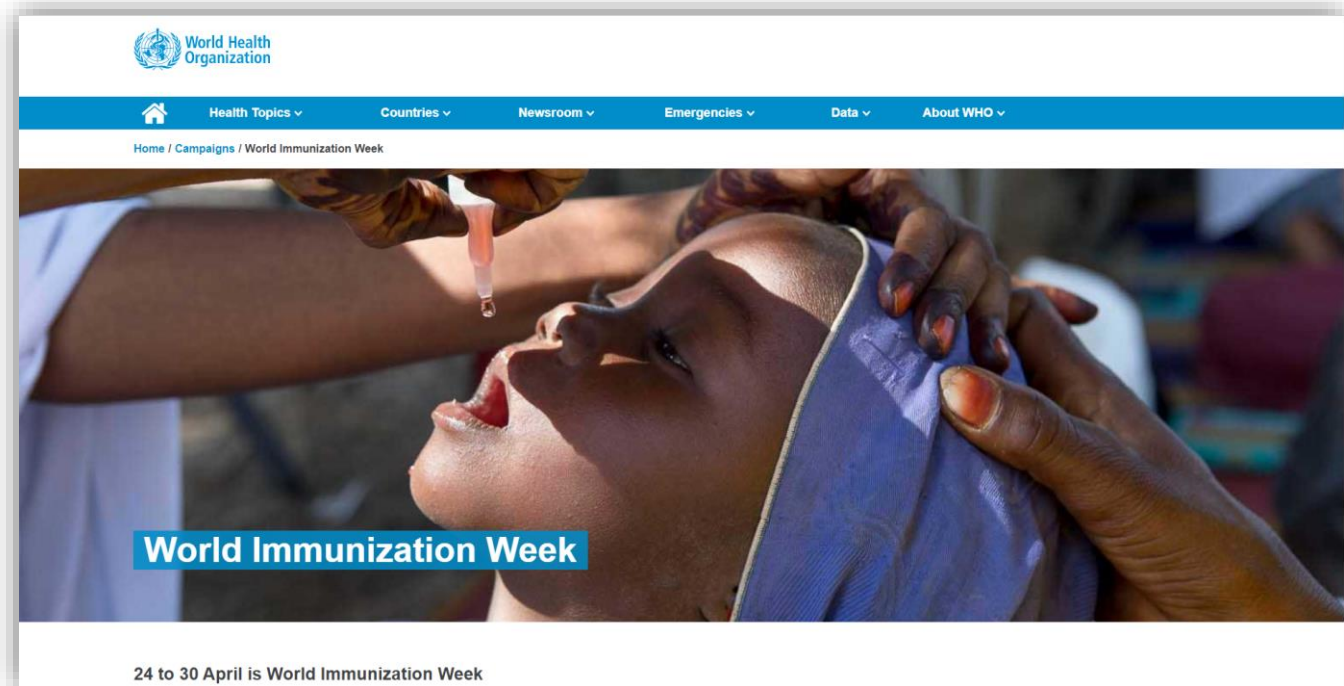 World Health
Organization
Health Topics Countries Newsroom Emergencies Data About WHO
Home / Campaigns / World Immunization Week
World Immunization Week
24 to 30 April is World Immunization Week